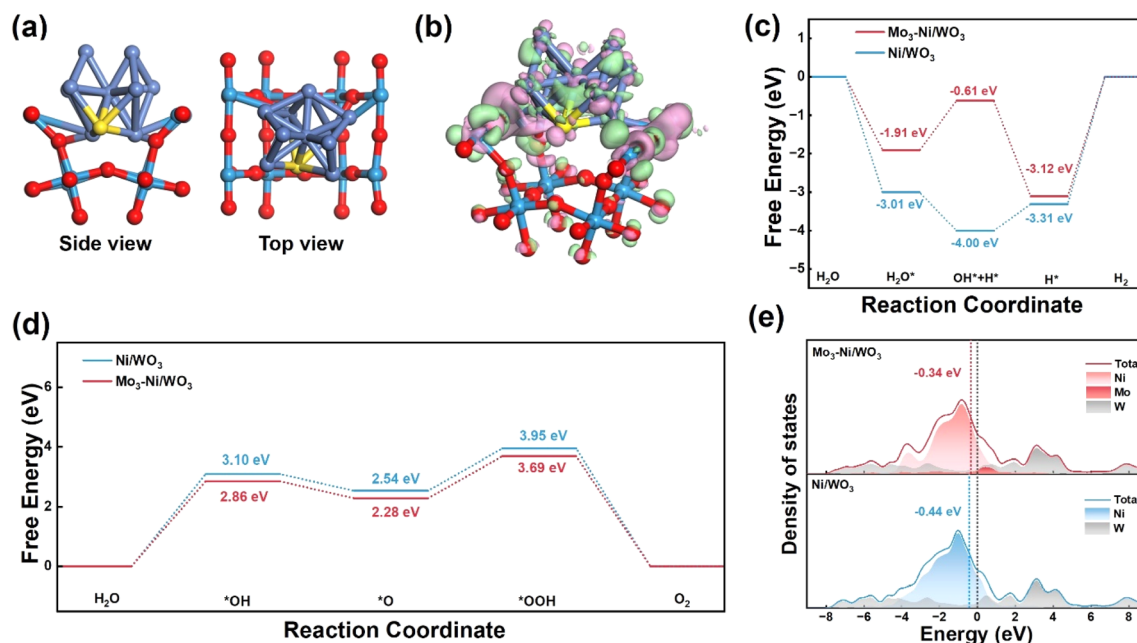 (a)
Side view
Top view
(b)
(c)
Free Energy (eV)
1
0
−1
−2
−3
−4
−5
Mo₃-Ni/WO₃
Ni/WO₃
-1.91 eV
-0.61 eV
-3.12 eV
-3.01 eV
-4.00 eV
-3.31 eV
H₂O
H₂O*
OH*+H*
H*
H₂
Reaction Coordinate
(d)
Free Energy (eV)
6
4
2
0
Ni/WO₃
Mo₃-Ni/WO₃
3.10 eV
2.86 eV
2.54 eV
2.28 eV
3.95 eV
3.69 eV
H₂O
*OH
*O
*OOH
O₂
Reaction Coordinate
(e)
Density of states
Mo₃-Ni/WO₃
-0.34 eV
Tota
Ni
Mo
W
Ni/WO₃
-0.44 eV
Tota
Ni
W
−8
−6
−4
−2
0
2
4
6
8
Energy (eV)